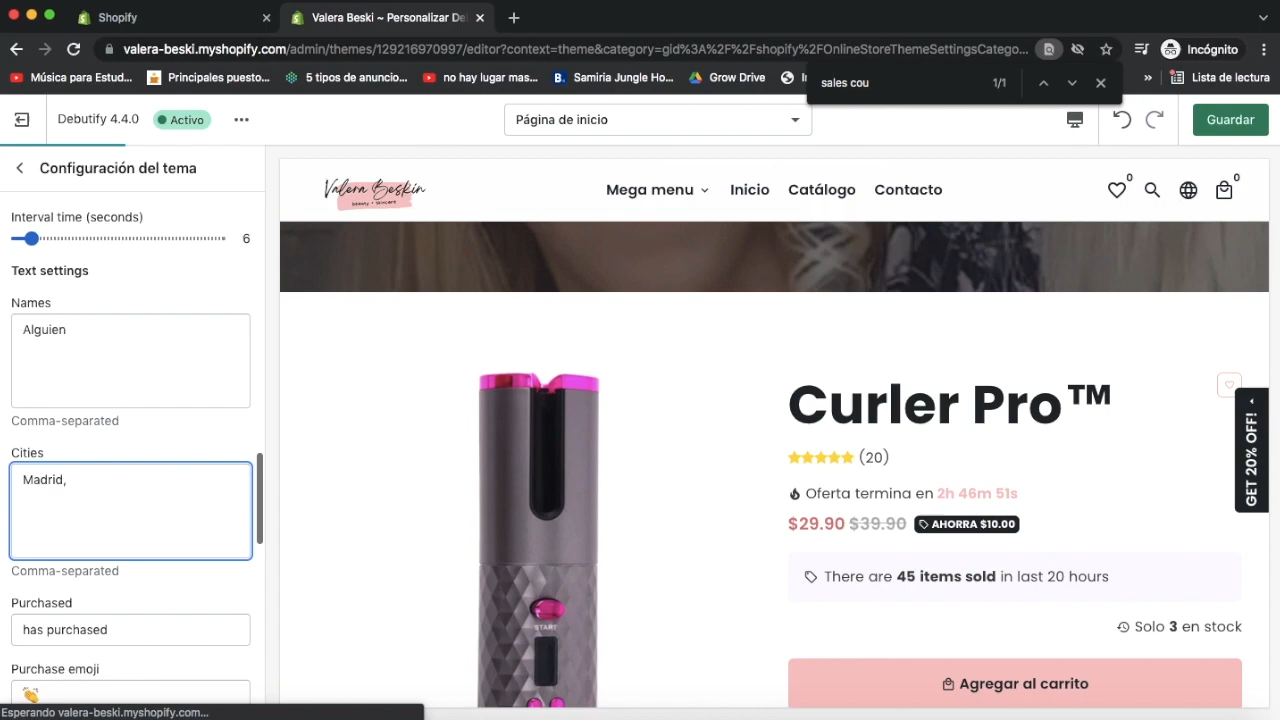 Shopify
Valera Beski ~ Personalizar De
valera-beski.myshopify.com/admin/themes/129216970997/editor?context=theme&category=gid%3A%2F%2Fshopify%2FOnlineStoreThemeSettingsCatego...
Incógnito
Música para Estud...
Principales puesto...
5 tipos de anuncio...
no hay lugar mas...
Samiria Jungle Ho...
Grow Drive
»
Lista de lectura
sales cou
1/1
Debutify 4.4.0
Activo
Página de inicio
Guardar
Configuración del tema
Interval time (seconds)
6
Text settings
Names
Alguien
Comma-separated
Cities
Madrid,
Comma-separated
Purchased
has purchased
Purchase emoji
Esperando valera-beski.myshopify.com...
Valera Beskin
beauty + skincare
Mega menu
Inicio
Catálogo
Contacto
0
0
Curler Pro™
(20)
Oferta termina en 2h 46m 51s
$29.90 $39.90 AHORRA $10.00
There are 45 items sold in last 20 hours
Solo 3 en stock
Agregar al carrito
GET 20% OFF!
START